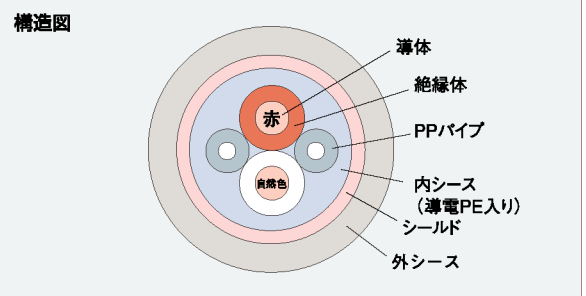 構造図
導体
絶縁体
赤
PPパイプ
自然色
内シース
（導電PE入り）
シールド
外シース